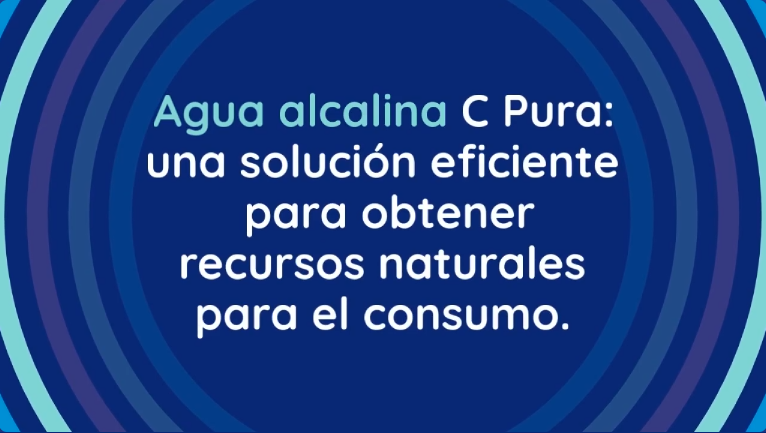 Agua alcalina C Pura:
una solución eficiente
para obtener
recursos naturales
para el consumo.